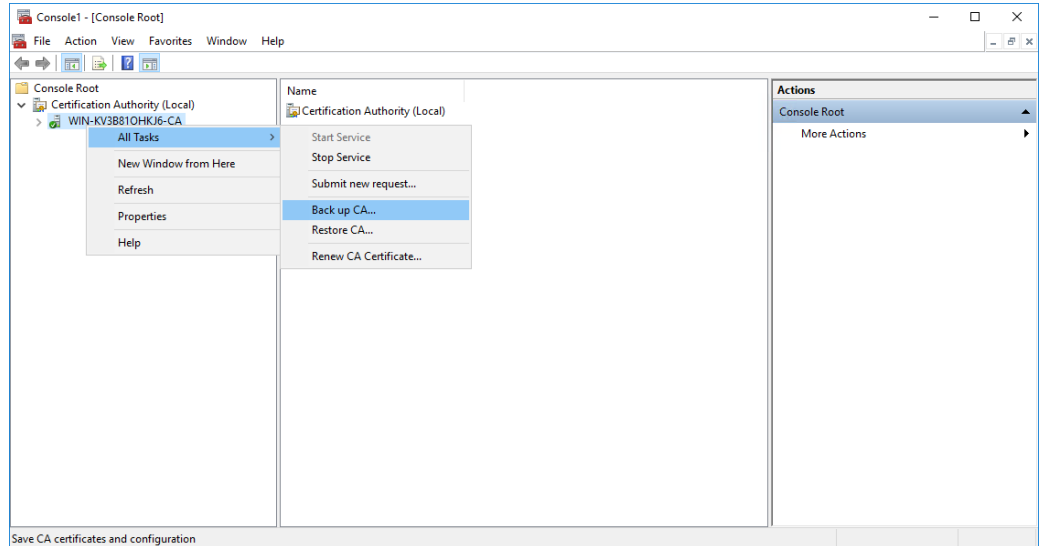 Console1 - [Console Root]
File Action View Favorites Window Help
Console Root
Certification Authority (Local)
WIN-KV3B81OHKJ6-CA
All Tasks
New Window from Here
Refresh
Properties
Help
Name
Certification Authority (Local)
Start Service
Stop Service
Submit new request...
Back up CA...
Restore CA...
Renew CA Certificate...
Actions
Console Root
More Actions
Save CA certificates and configuration